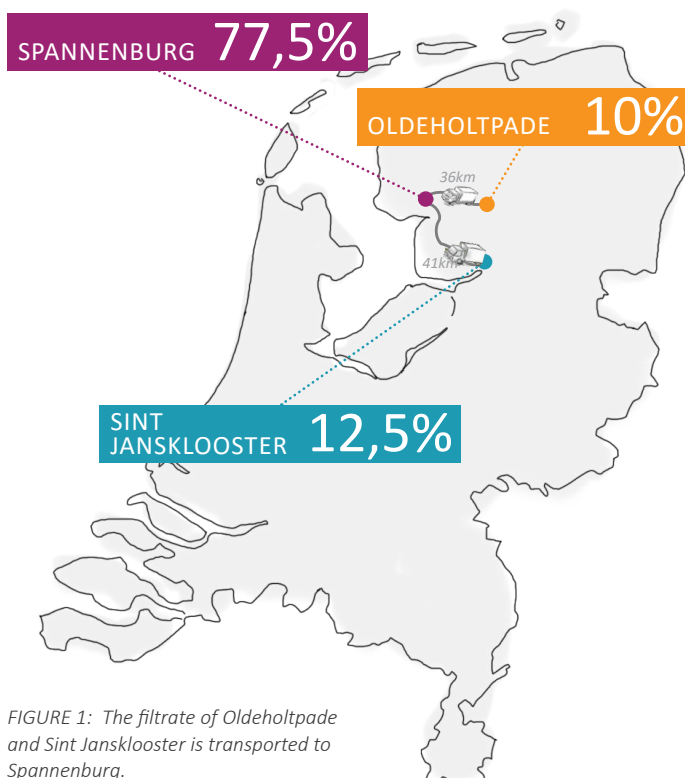 SPANNENBURG 77,5%
OLDEHOLTPADE 10%
36km
41km
SINT
JANSKLOOSTER 12,5%
FIGURE 1: The filtrate of Oldeholtpade
and Sint Jansklooster is transported to
Spannenburg.